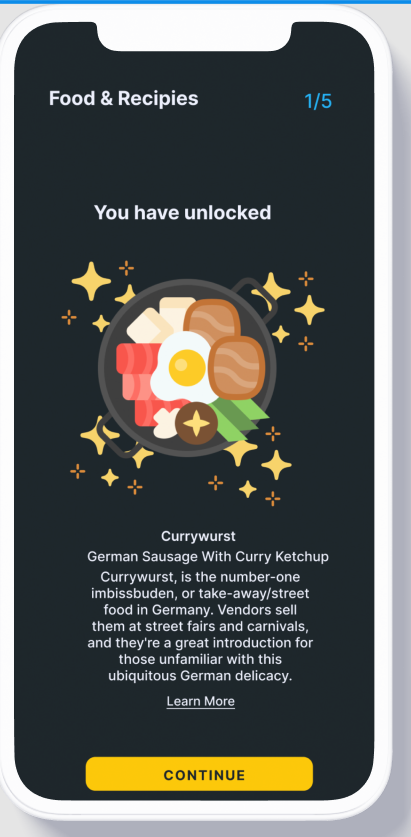 Food & Recipies
1/5
You have unlocked
Currywurst
German Sausage With Curry Ketchup
Currywurst, is the number-one
imbissbuden, or take-away/street
food in Germany. Vendors sell
them at street fairs and carnivals,
and they're a great introduction for
those unfamiliar with this
ubiquitous German delicacy.
Learn More
CONTINUE